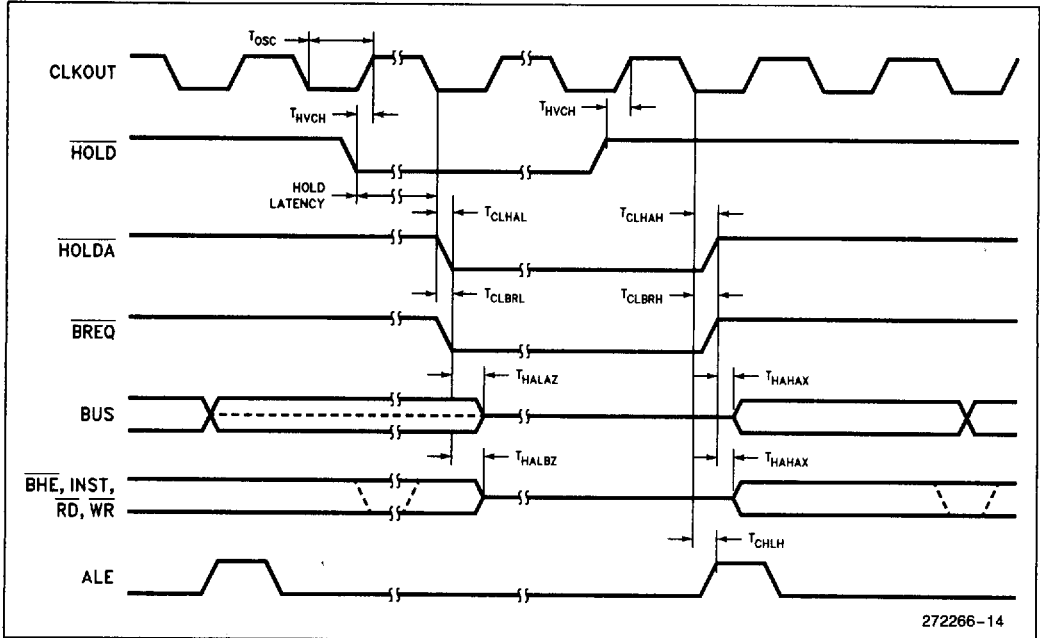 T_OSC
CLKOUT
T_HVCH
T_HVCH
HOLD
HOLD
LATENCY
T_CLHAL
T_CLHAH
HOLDA
T_CLBRL
T_CLBRH
BREQ
T_HALAZ
T_HAHAX
BUS
T_HALBZ
T_HAHAX
BHE, INST,
RD, WR
T_CHLH
ALE
272266-14